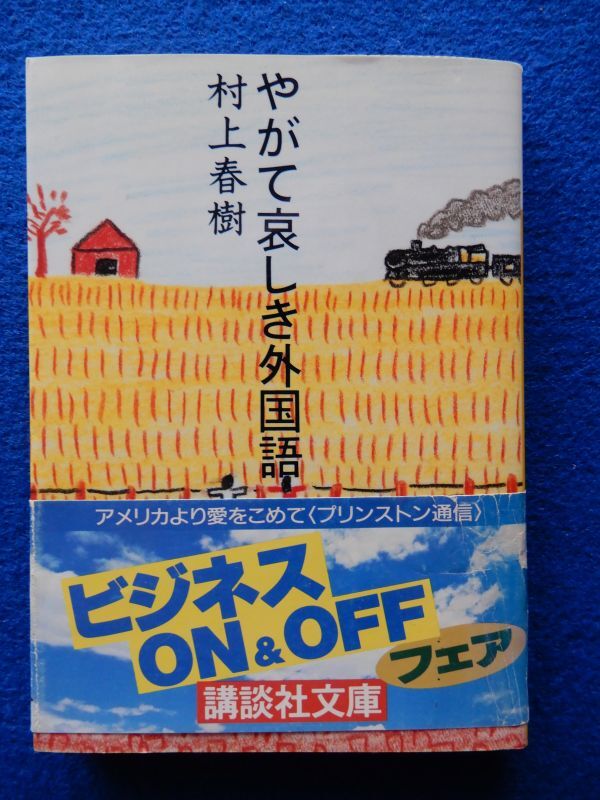 やがて哀しき外国語
村上春樹
アメリカより愛をこめて〈プリンストン通信〉
ビジネス
ON&OFF
フェア
講談社文庫